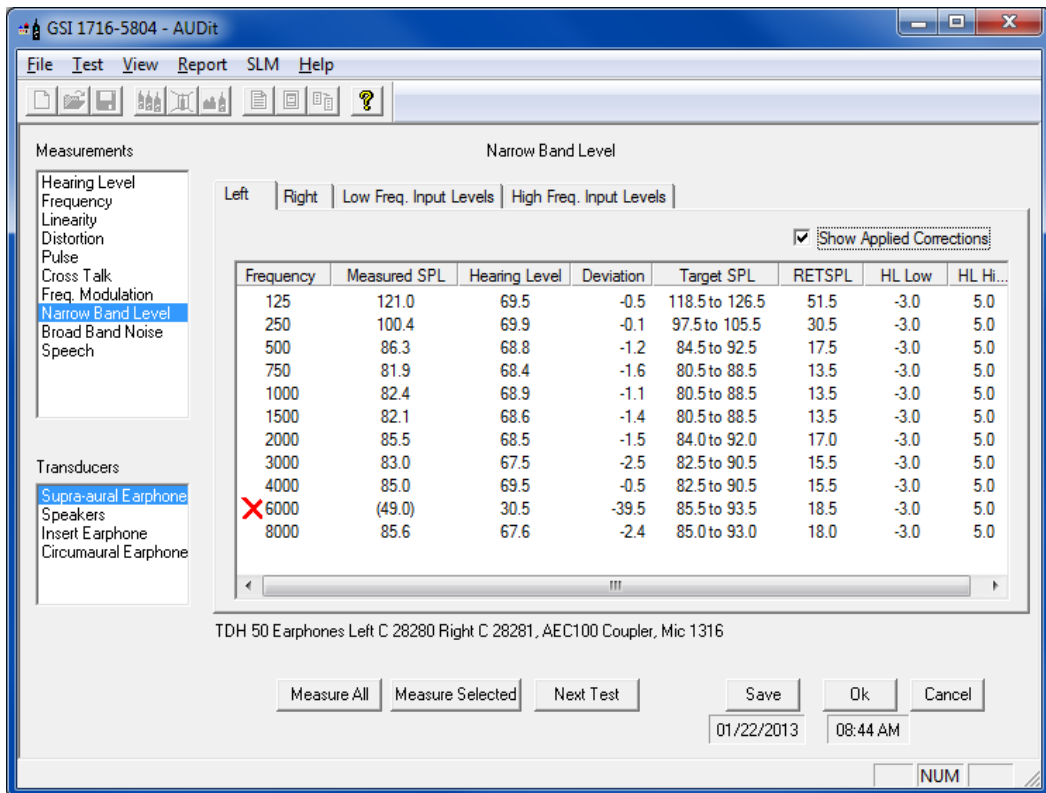 GSI 1716-5804 - AUDit
File Test View Report SLM Help
Measurements
Narrow Band Level
Hearing Level
Frequency
Linearity
Distortion
Pulse
Cross Talk
Freq. Modulation
Narrow Band Level
Broad Band Noise
Speech
Left Right Low Freq. Input Levels High Freq. Input Levels
Show Applied Corrections
Frequency Measured SPL Hearing Level Deviation Target SPL RETSPL HL Low HL Hi...
125 121.0 69.5 -0.5 118.5 to 126.5 51.5 -3.0 5.0
250 100.4 69.9 -0.1 97.5 to 105.5 30.5 -3.0 5.0
500 86.3 68.8 -1.2 84.5 to 92.5 17.5 -3.0 5.0
750 81.9 68.4 -1.6 80.5 to 88.5 13.5 -3.0 5.0
1000 82.4 68.9 -1.1 80.5 to 88.5 13.5 -3.0 5.0
1500 82.1 68.6 -1.4 80.5 to 88.5 13.5 -3.0 5.0
2000 85.5 68.5 -1.5 84.0 to 92.0 17.0 -3.0 5.0
3000 83.0 67.5 -2.5 82.5 to 90.5 15.5 -3.0 5.0
4000 85.0 69.5 -0.5 82.5 to 90.5 15.5 -3.0 5.0
6000 (49.0) 30.5 -39.5 85.5 to 93.5 18.5 -3.0 5.0
8000 85.6 67.6 -2.4 85.0 to 93.0 18.0 -3.0 5.0
Transducers
Supra-aural Earphone
Speakers
Insert Earphone
Circumaural Earphone
TDH 50 Earphones Left C 28280 Right C 28281, AEC100 Coupler, Mic 1316
Measure All Measure Selected Next Test Save Ok Cancel
01/22/2013 08:44 AM
NUM